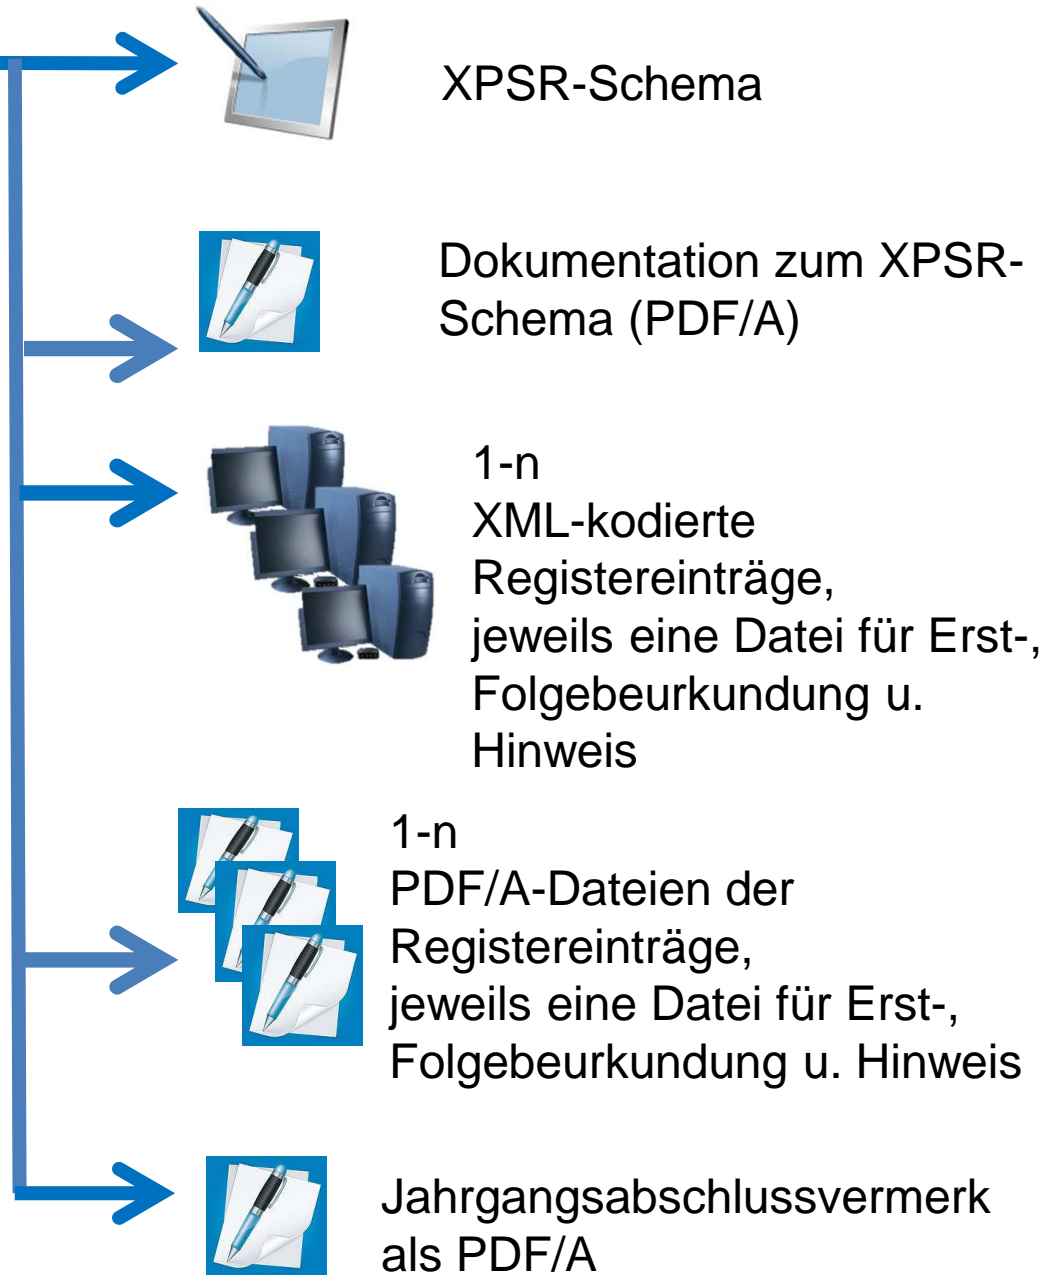 XPSR-Schema
Dokumentation zum XPSR-
Schema (PDF/A)
1-n
XML-kodierte
Registereinträge,
jeweils eine Datei für Erst-,
Folgebeurkundung u.
Hinweis
1-n
PDF/A-Dateien der
Registereinträge,
jeweils eine Datei für Erst-,
Folgebeurkundung u. Hinweis
Jahrgangsabschlussvermerk
als PDF/A